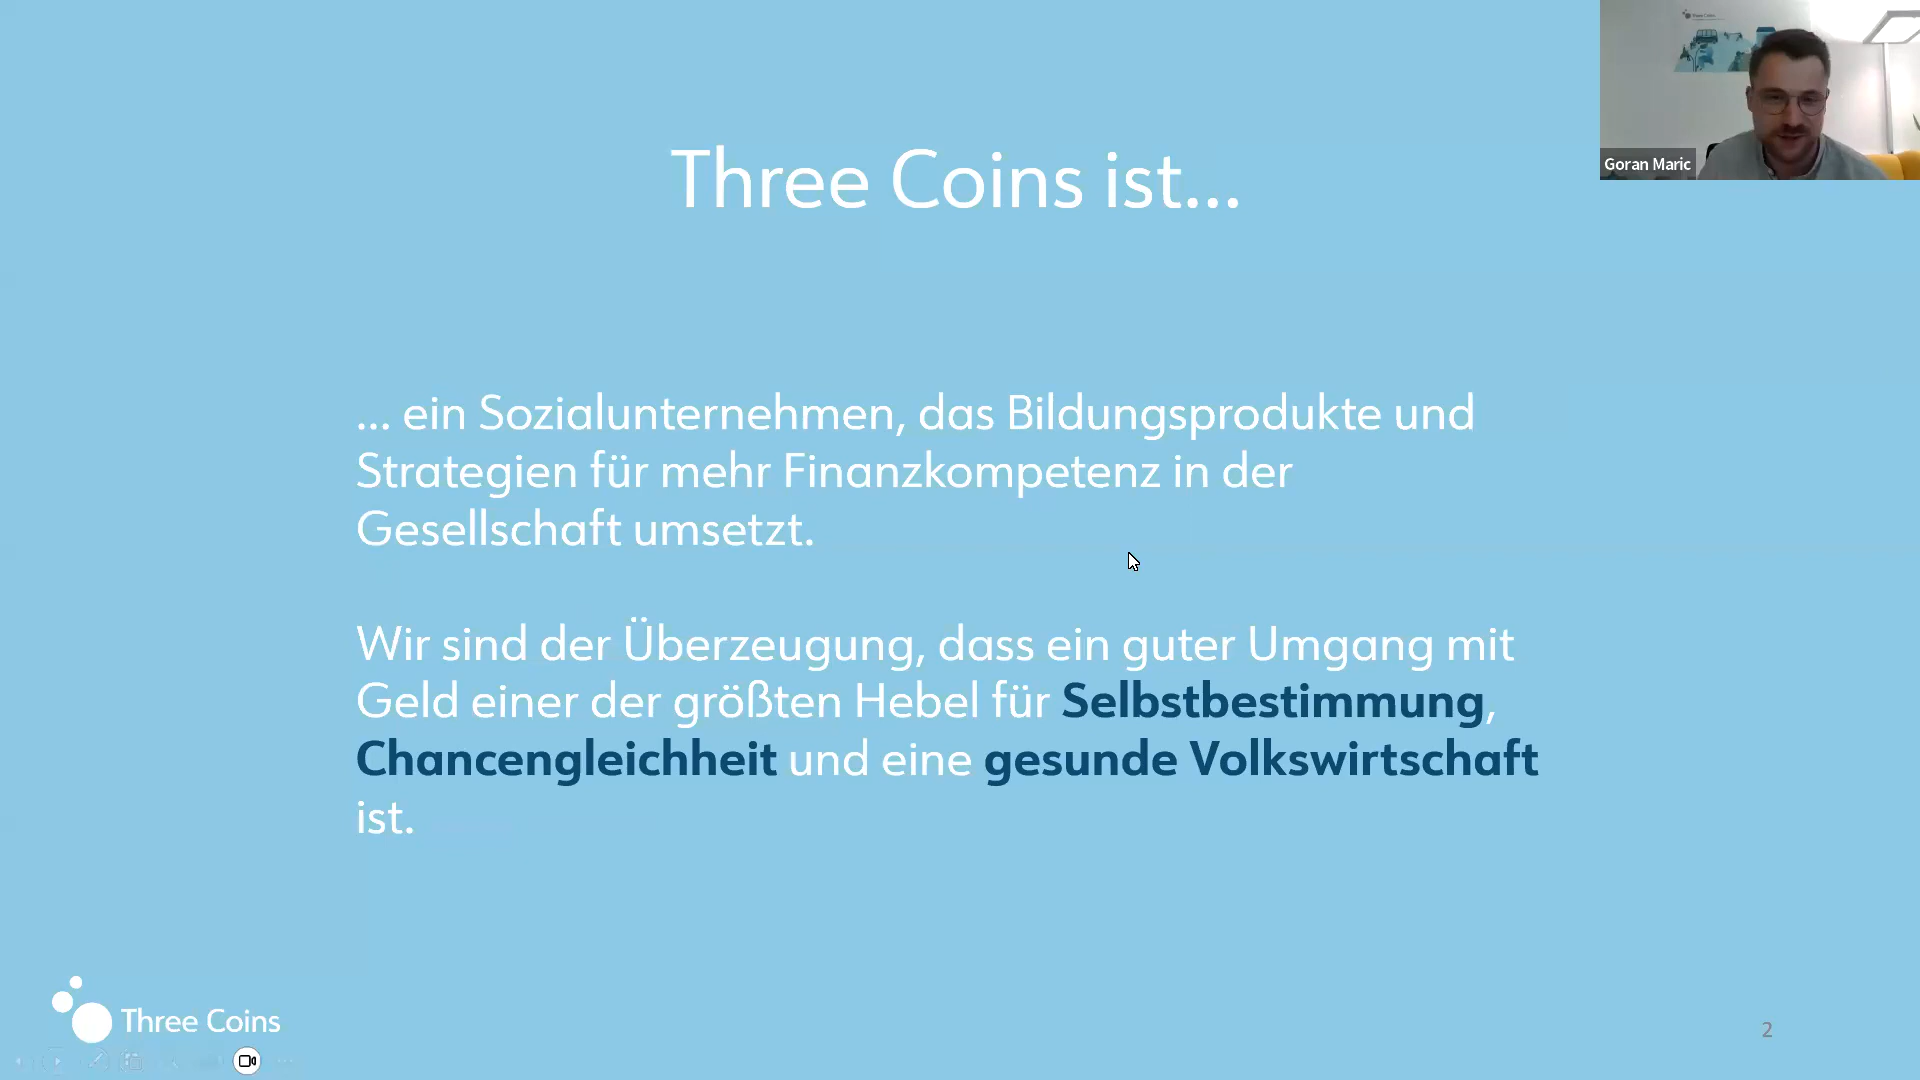 Three Coins ist...
Goran Maric
... ein Sozialunternehmen, das Bildungsprodukte und
Strategien für mehr Finanzkompetenz in der
Gesellschaft umsetzt.
Wir sind der Überzeugung, dass ein guter Umgang mit
Geld einer der größten Hebel für Selbstbestimmung,
Chancengleichheit und eine gesunde Volkswirtschaft
ist.
Three Coins
2